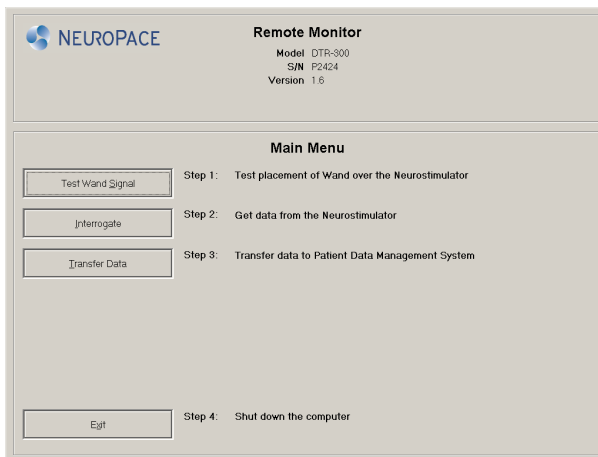 NEUROPACE
Remote Monitor
Model DTR-300
S/N P2424
Version 1.6
Main Menu
Test Wand Signal Step 1: Test placement of Wand over the Neurostimulator
Interrogate Step 2: Get data from the Neurostimulator
Transfer Data Step 3: Transfer data to Patient Data Management System
Exit Step 4: Shut down the computer